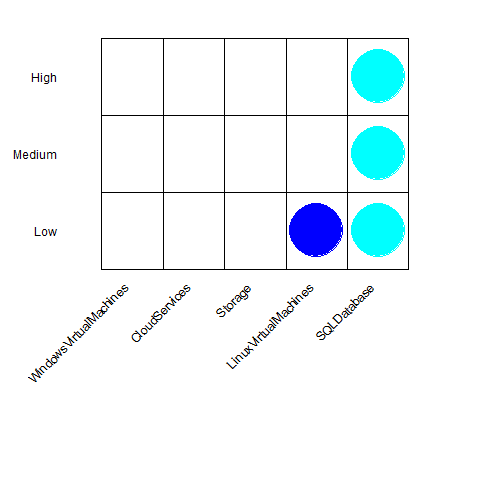 High
Medium
Low
WindowsVirtualMachines
CloudServices
Storage
LinuxVirtualMachines
SQLDatabase